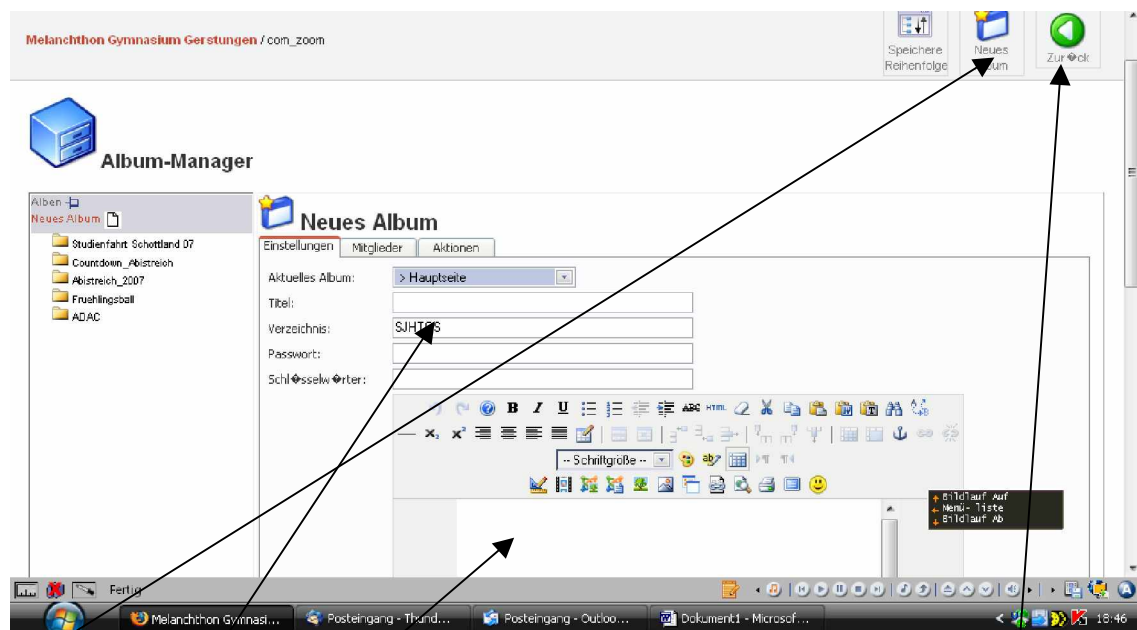 Melanchthon Gymnasium Gerstungen / com_zoom
Speichere Reihenfolge
Neues
Zur�ck
Album-Manager
Alben
Neues Album
Studienfahrt Schottland 07
Countdown_Abistreich
Abistreich_2007
Fruehlingsball
ADAC
Neues Album
Einstellungen Mitglieder Aktionen
Aktuelles Album: > Hauptseite
Titel:
Verzeichnis:
Passwort:
Schl�sselw�rter:
B I U ABC HTML
-- Schriftgröße --
Bildlauf Auf
Menü- liste
Bildlauf Ab
Fertig
Melanchthon Gymnasi... Posteingang - Thund... Posteingang - Outloo... Dokument1 - Microsof... 18:46